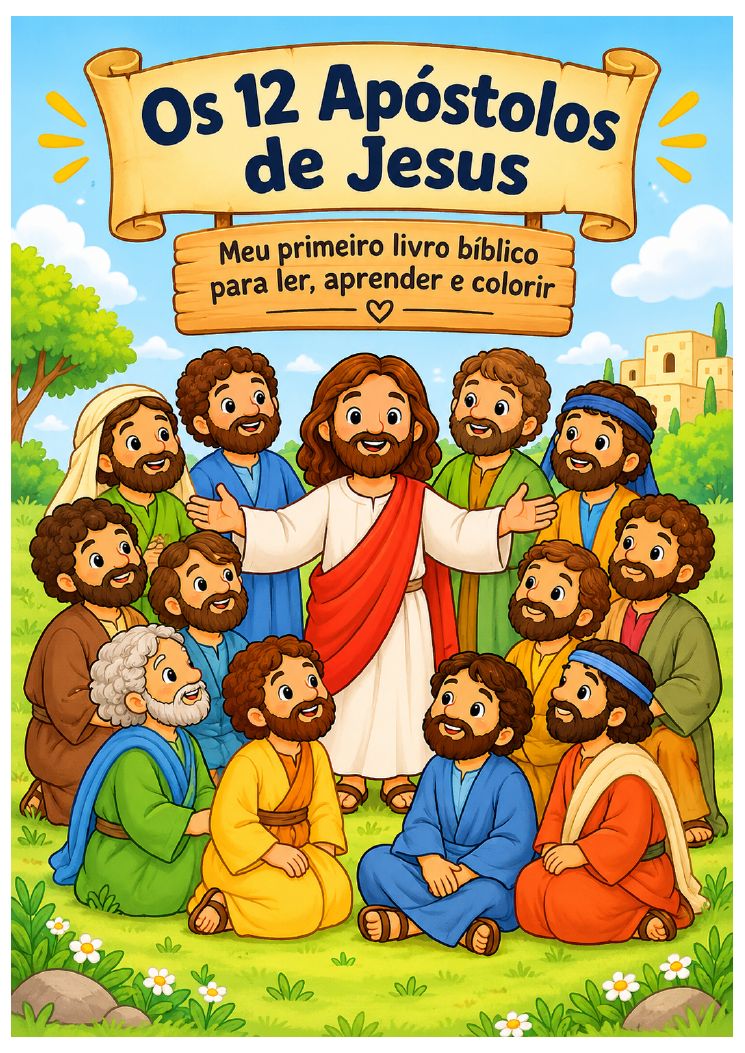 Os 12 Apóstolos
de Jesus
Meu primeiro livro bíblico
para ler, aprender e colorir